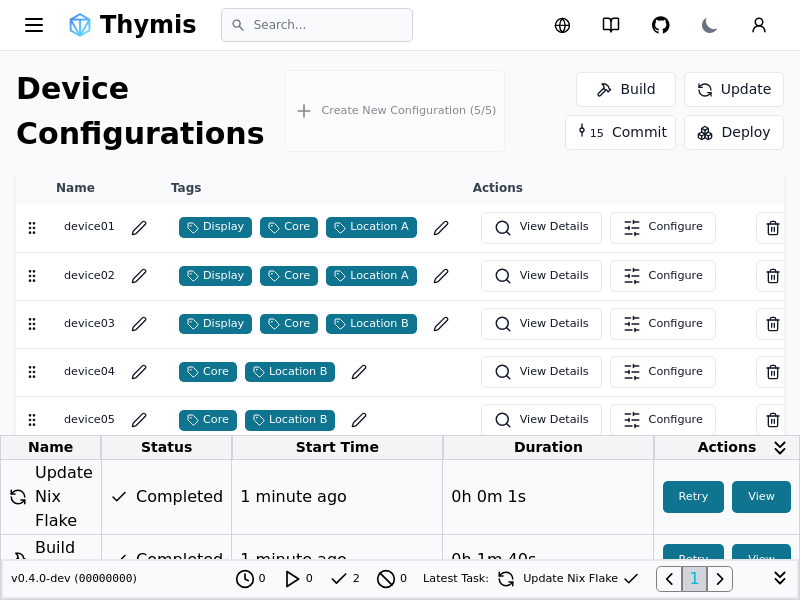 Thymis
Search...
Device
Configurations
Create New Configuration (5/5)
Build
Update
15 Commit
Deploy
Name Tags Actions
device01 Display Core Location A View Details Configure
device02 Display Core Location A View Details Configure
device03 Display Core Location B View Details Configure
device04 Core Location B View Details Configure
device05 Core Location B View Details Configure
Name Status Start Time Duration Actions
Update
Nix
Flake
Completed 1 minute ago 0h 0m 1s Retry View
Build
Completed 1 minute ago 0h 1m 40s Retry View
v0.4.0-dev (00000000) 0 0 2 0 Latest Task: Update Nix Flake 1